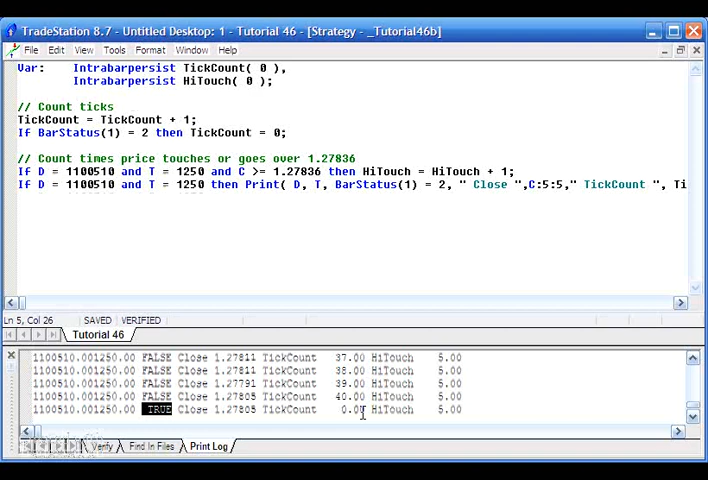 TradeStation 8.7 - Untitled Desktop: 1 - Tutorial 46 - [Strategy - _Tutorial46b]
File Edit View Tools Format Window Help
Var: Intrabarpersist TickCount( 0 ),
Intrabarpersist HiTouch( 0 );
// Count ticks
TickCount = TickCount + 1;
If BarStatus(1) = 2 then TickCount = 0;
// Count times price touches or goes over 1.27836
If D = 1100510 and T = 1250 and C >= 1.27836 then HiTouch = HiTouch + 1;
If D = 1100510 and T = 1250 then Print( D, T, BarStatus(1) = 2, " Close ",C:5:5," TickCount ", Ti
Ln 5, Col 26 SAVED VERIFIED
Tutorial 46
1100510.001250.00 FALSE Close 1.27811 TickCount 37.00 HiTouch 5.00
1100510.001250.00 FALSE Close 1.27811 TickCount 38.00 HiTouch 5.00
1100510.001250.00 FALSE Close 1.27791 TickCount 39.00 HiTouch 5.00
1100510.001250.00 FALSE Close 1.27805 TickCount 40.00 HiTouch 5.00
1100510.001250.00 TRUE Close 1.27805 TickCount 0.00 HiTouch 5.00
Verify Find In Files Print Log